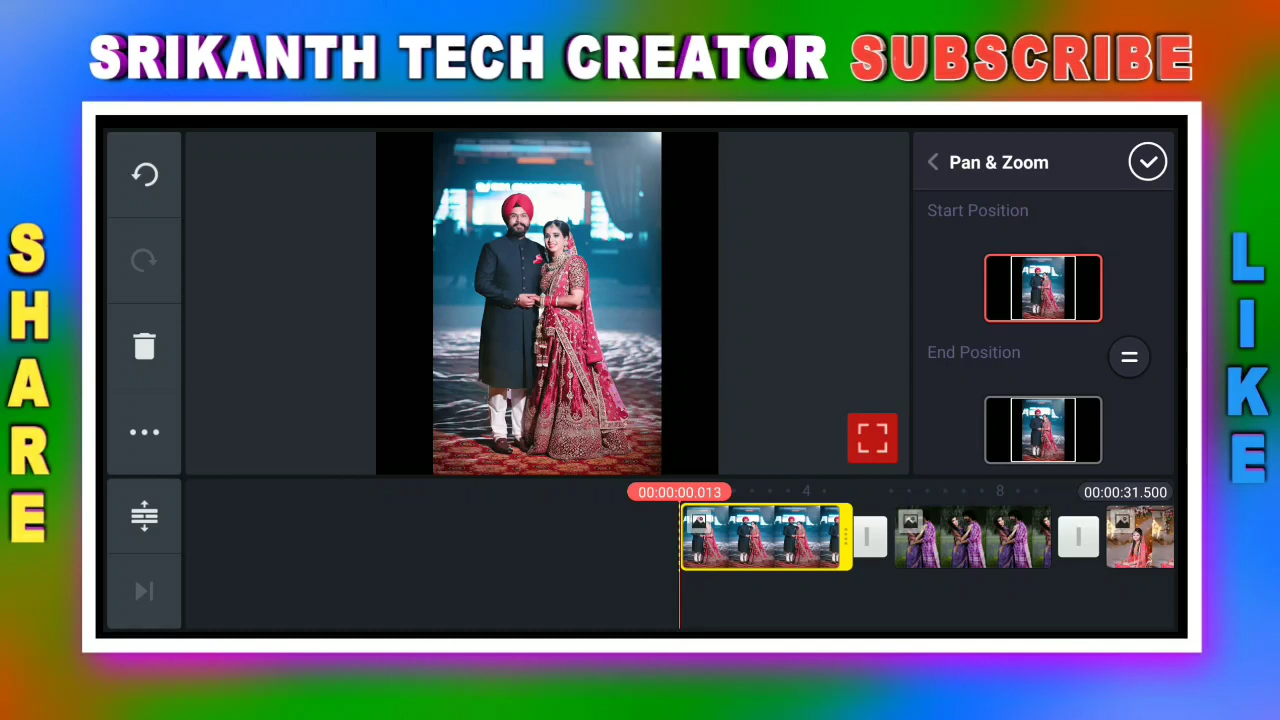 SRIKANTH TECH CREATOR SUBSCRIBE
SHARE
Pan & Zoom
Start Position
End Position
00:00:00.013
4
8
00:00:31.500
LIKE